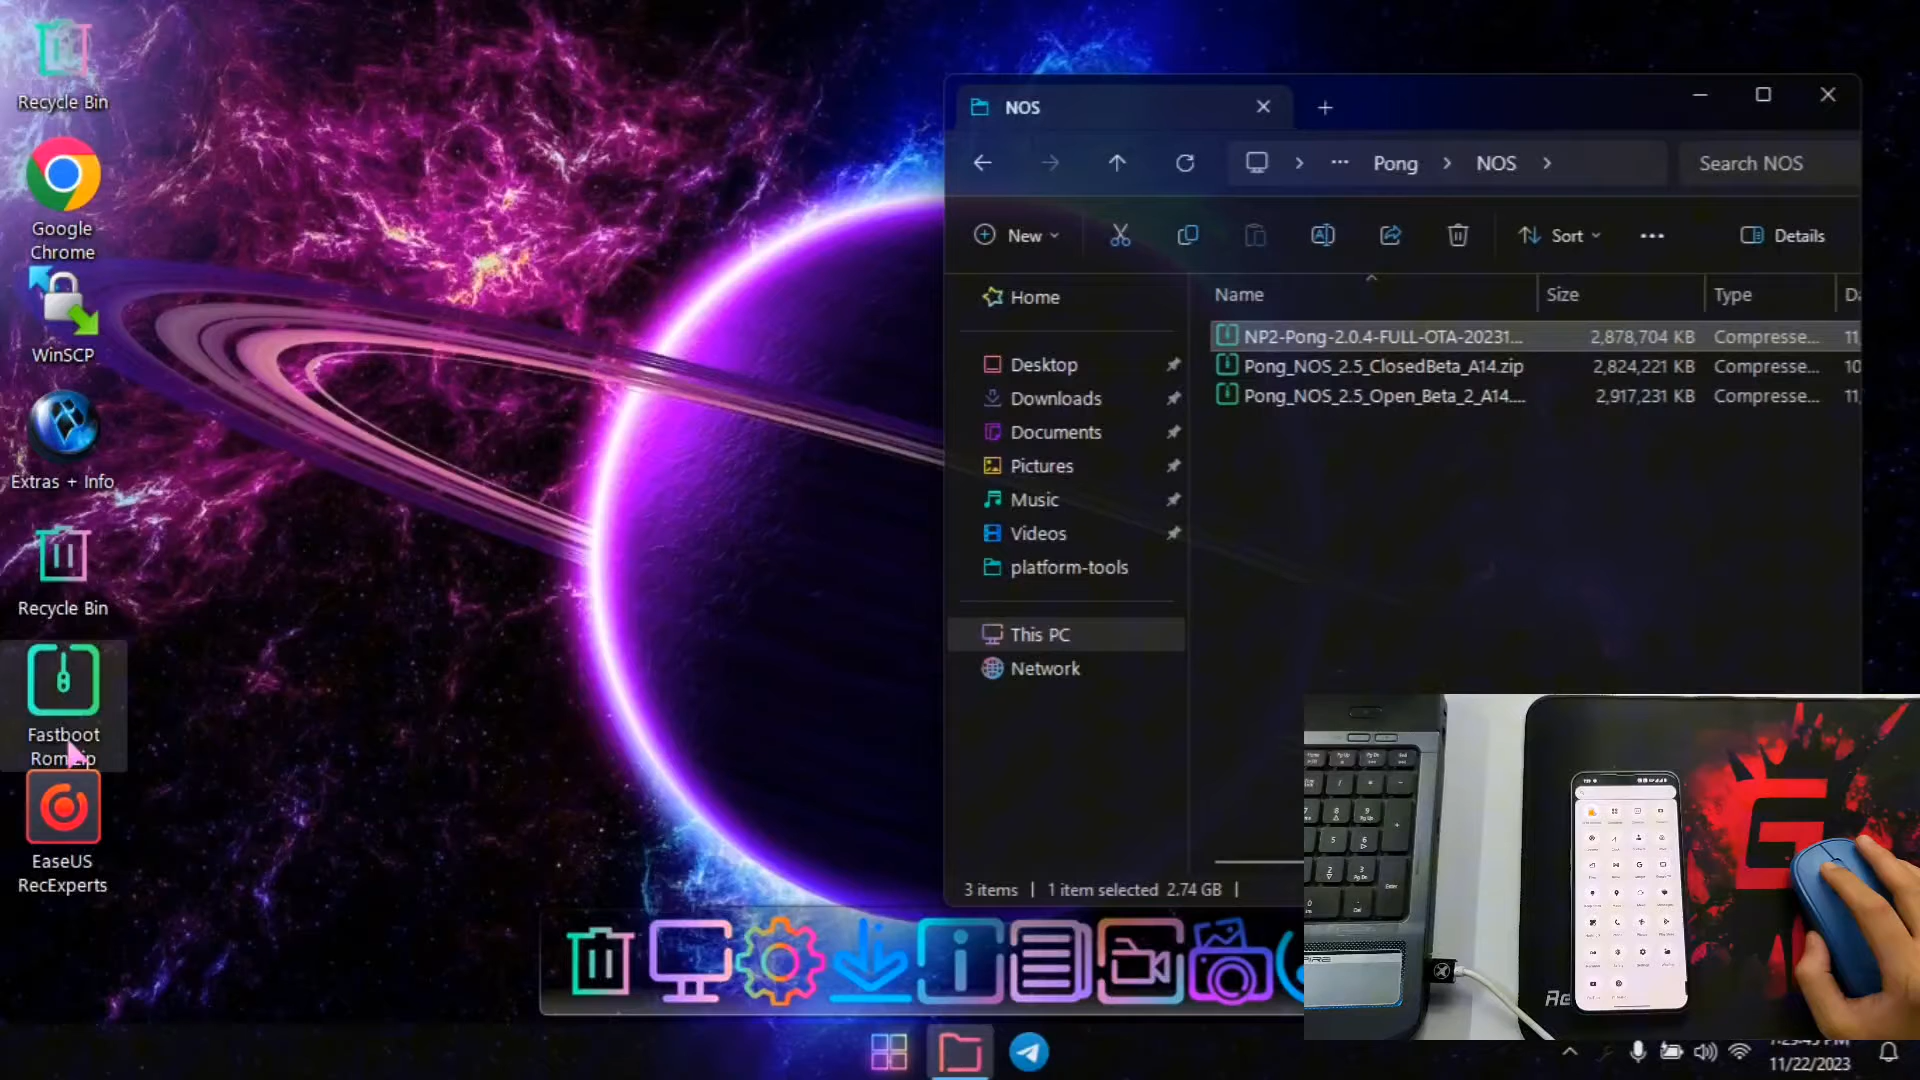 Recycle Bin
Google
Chrome
WinSCP
Extras + Info
Recycle Bin
Fastboot
EaseUS
RecExperts
NOS
Pong
NOS
Search NOS
New
Sort
Details
Home
Desktop
Downloads
Documents
Pictures
Music
Videos
platform-tools
This PC
Network
Name
Size
Type
NP2-Pong-2.0.4-FULL-OTA-20231...
2,878,704 KB
Compresse...
11
Pong_NOS_2.5_ClosedBeta_A14.zip
2,824,221 KB
Compresse...
10
Pong_NOS_2.5_Open_Beta_2_A14....
2,917,231 KB
Compresse...
11
3 items
1 item selected
2.74 GB
11/22/2023